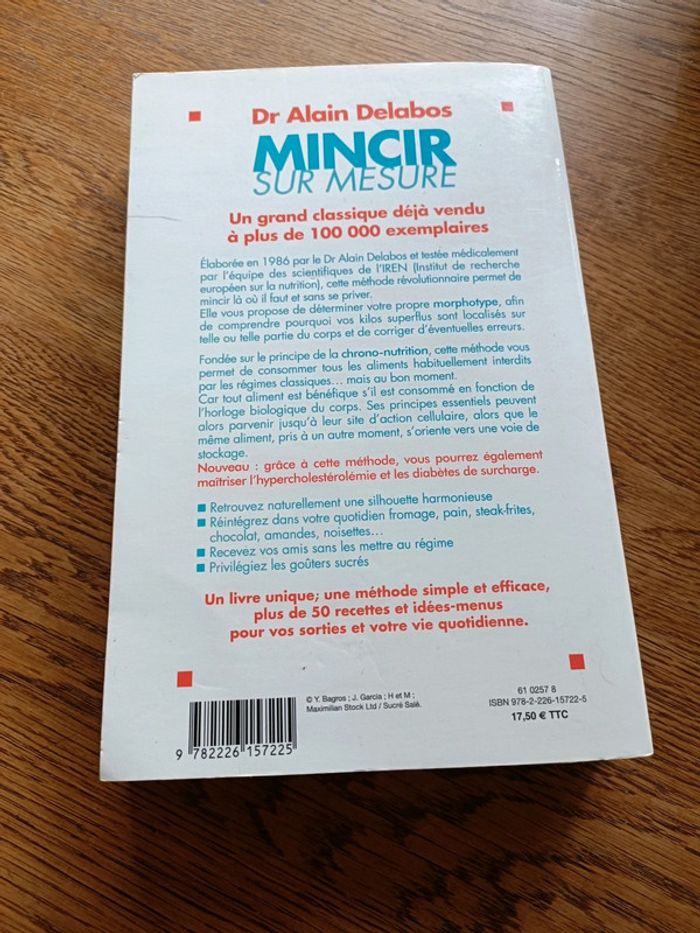 Dr Alain Delabos
MINCIR
SUR MESURE
Un grand classique déjà vendu
à plus de 100 000 exemplaires
Élaborée en 1986 par le Dr Alain Delabos et testée médicalement
par l'équipe des scientifiques de l'IREN (Institut de recherche
européen sur la nutrition), cette méthode révolutionnaire permet de
mincir là où il faut et sans se priver.
Elle vous propose de déterminer votre propre morphotype, afin
de comprendre pourquoi vos kilos superflus sont localisés sur
telle ou telle partie du corps et de corriger d'éventuelles erreurs.
Fondée sur le principe de la chrono-nutrition, cette méthode vous
permet de consommer tous les aliments habituellement interdits
par les régimes classiques... mais au bon moment.
Car tout aliment est bénéfique s'il est consommé en fonction de
l'horloge biologique du corps. Ses principes essentiels peuvent
alors parvenir jusqu'à leur site d'action cellulaire, alors que le
même aliment, pris à un autre moment, s'oriente vers une voie de
stockage.
Nouveau : grâce à cette méthode, vous pourrez également
maîtriser l'hypercholestérolémie et les diabètes de surcharge.
■ Retrouvez naturellement une silhouette harmonieuse
■ Réintégrez dans votre quotidien fromage, pain, steak-frites,
chocolat, amandes, noisettes...
■ Recevez vos amis sans les mettre au régime
■ Privilégiez les goûters sucrés
Un livre unique; une méthode simple et efficace,
plus de 50 recettes et idées-menus
pour vos sorties et votre vie quotidienne.
© Y. Bagros ; J. Garcia ; H et M ;
Maximilian Stock Ltd / Sucré Salé.
61 0257 8
ISBN 978-2-226-15722-5
17,50 € TTC
9 782226 157225